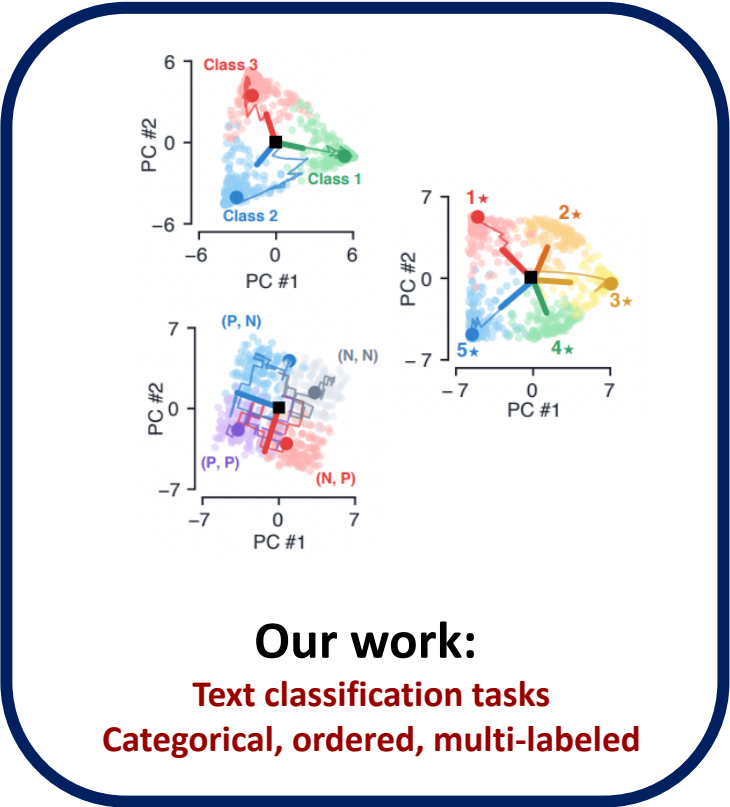 6
Class 3
PC #2
0
Class 1
Class 2
−6
−6 0 6
PC #1
7
1★
2★
PC #2
0
3★
5★
4★
−7
−7 0 7
PC #1
7
(P, N)
(N, N)
PC #2
0
(P, P)
(N, P)
−7
−7 0 7
PC #1
Our work:
Text classification tasks
Categorical, ordered, multi-labeled